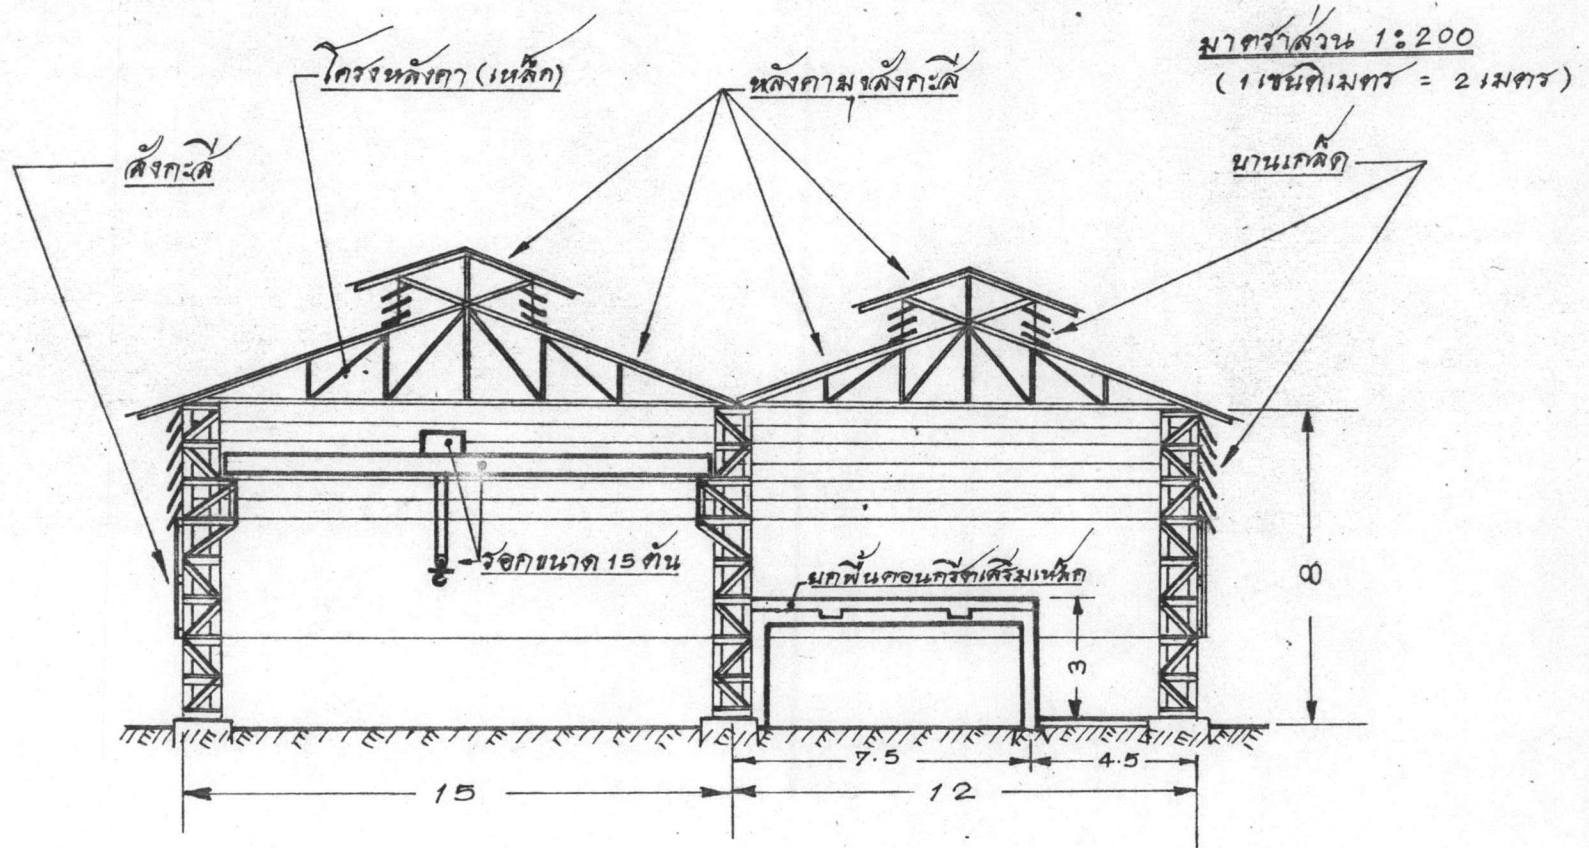 มาตราส่วน 1:200
(1 เซนติเมตร = 2 เมตร)
โครงหลังคา (เหล็ก)
หลังคามุงสังกะสี
สังกะสี
บานเกล็ด
รอกขนาด 15 ตัน
ยกพื้นคอนกรีตเสริมเหล็ก
8
3
7.5
4.5
15
12